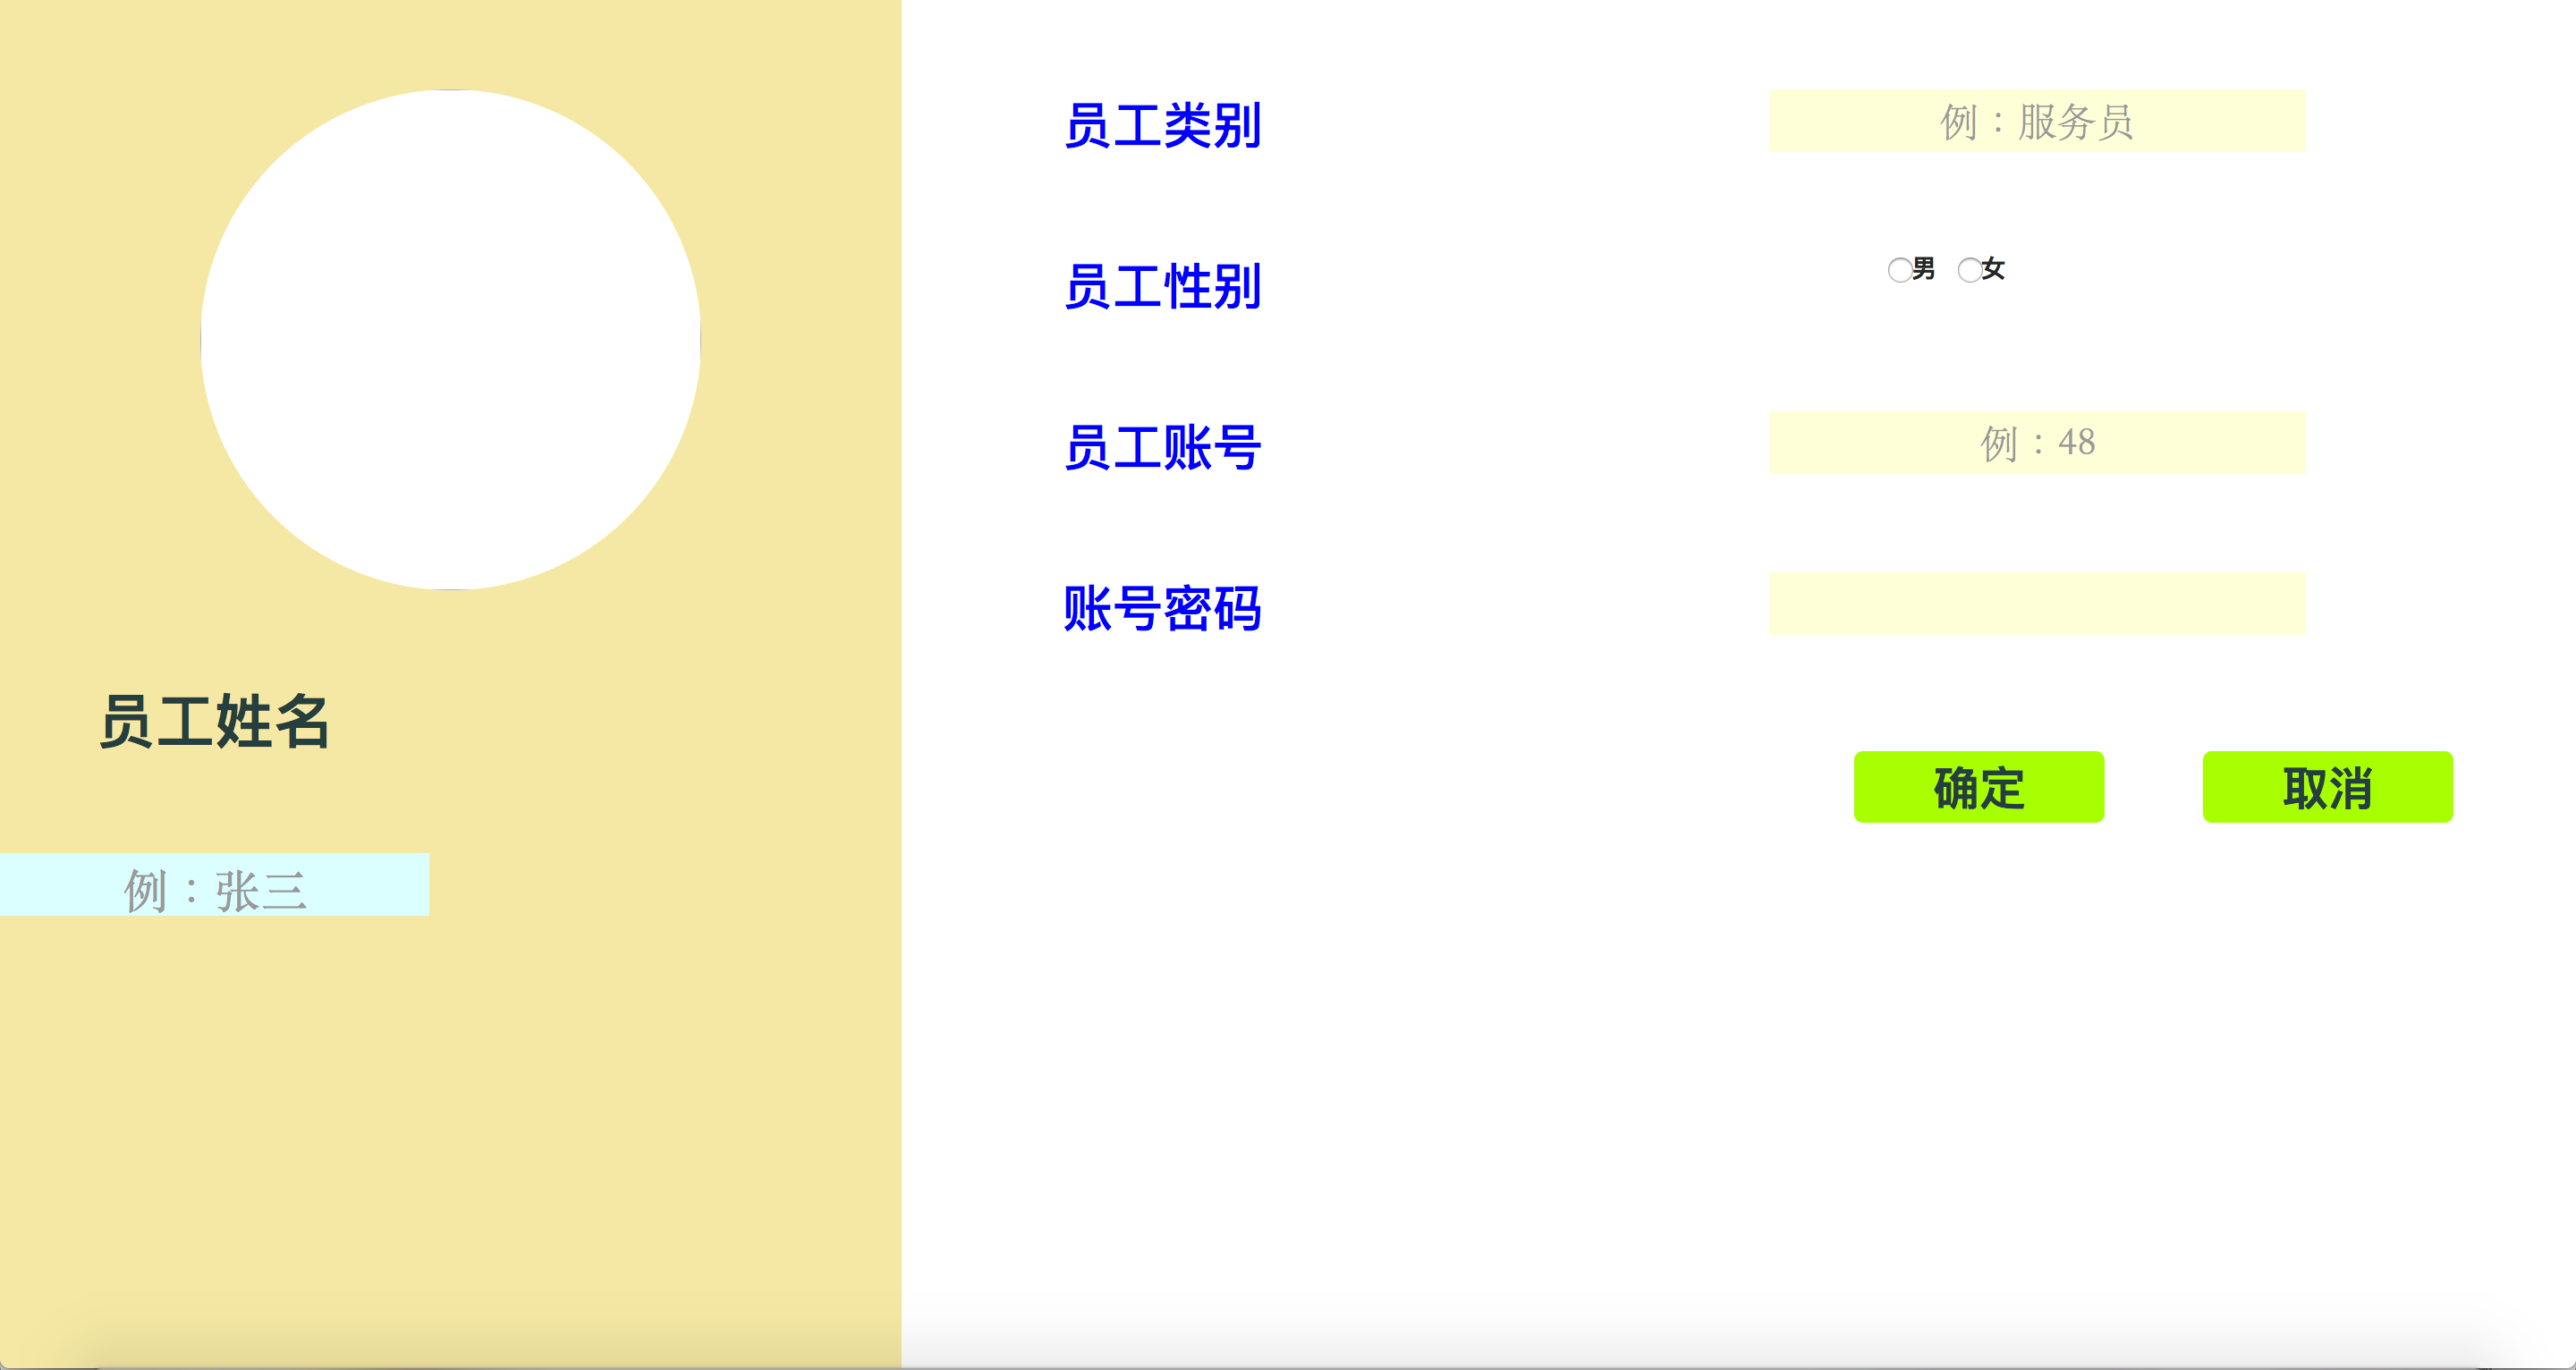 员工姓名
例：张三
员工类别
例：服务员
员工性别
男 女
员工账号
例：48
账号密码
确定 取消